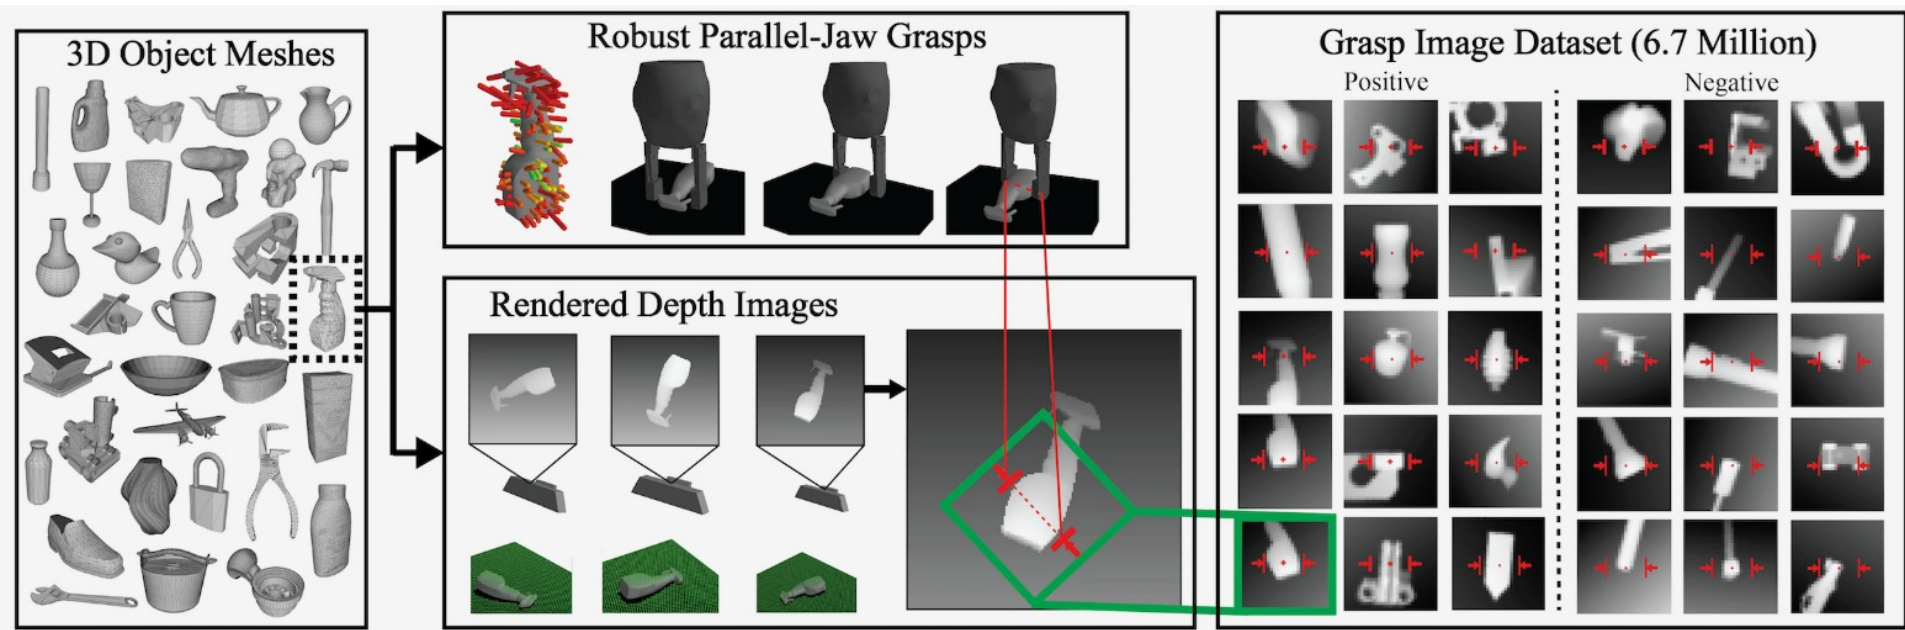 3D Object Meshes
Robust Parallel-Jaw Grasps
Rendered Depth Images
Grasp Image Dataset (6.7 Million)
Positive
Negative